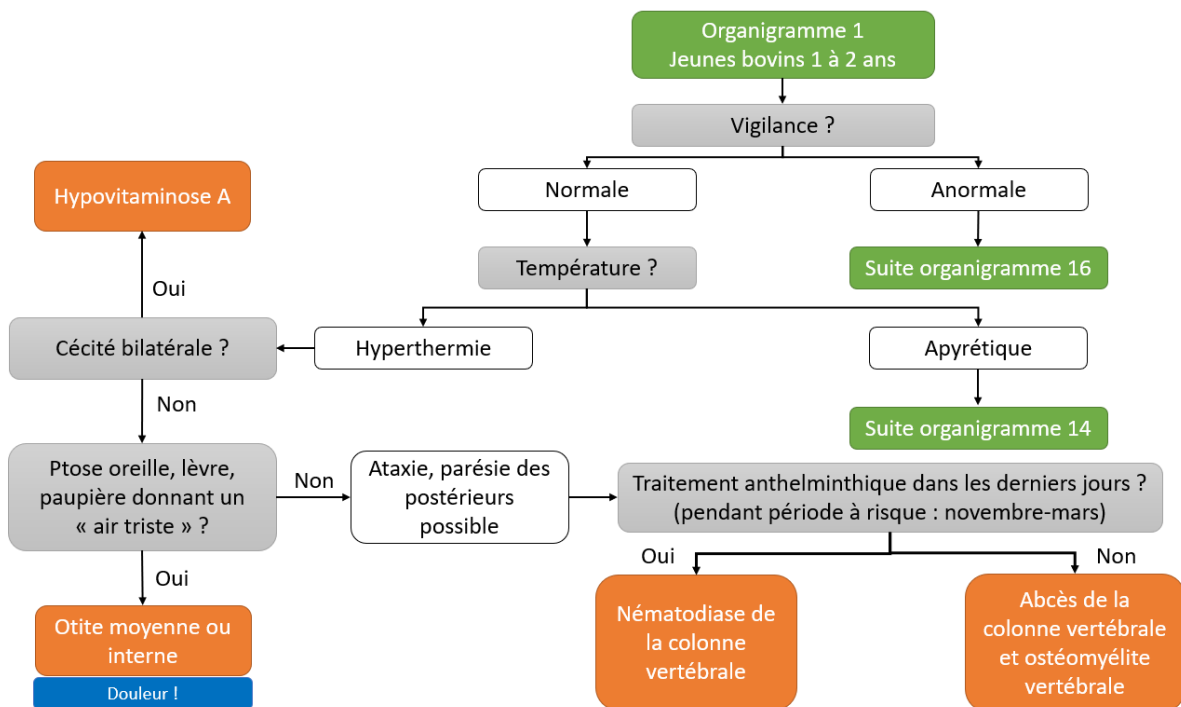 Organigramme 1
Jeunes bovins 1 à 2 ans
Vigilance ?
Normale
Anormale
Hypovitaminose A
Température ?
Suite organigramme 16
Oui
Cécité bilatérale ?
Hyperthermie
Apyrétique
Non
Suite organigramme 14
Ptose oreille, lèvre,
paupière donnant un
« air triste » ?
Non
Ataxie, parésie des
postérieurs
possible
Traitement anthelminthique dans les derniers jours ?
(pendant période à risque : novembre-mars)
Oui
Oui
Non
Otite moyenne ou
interne
Douleur !
Nématodiase de
la colonne
vertébrale
Abcès de la
colonne vertébrale
et ostéomyélite
vertébrale